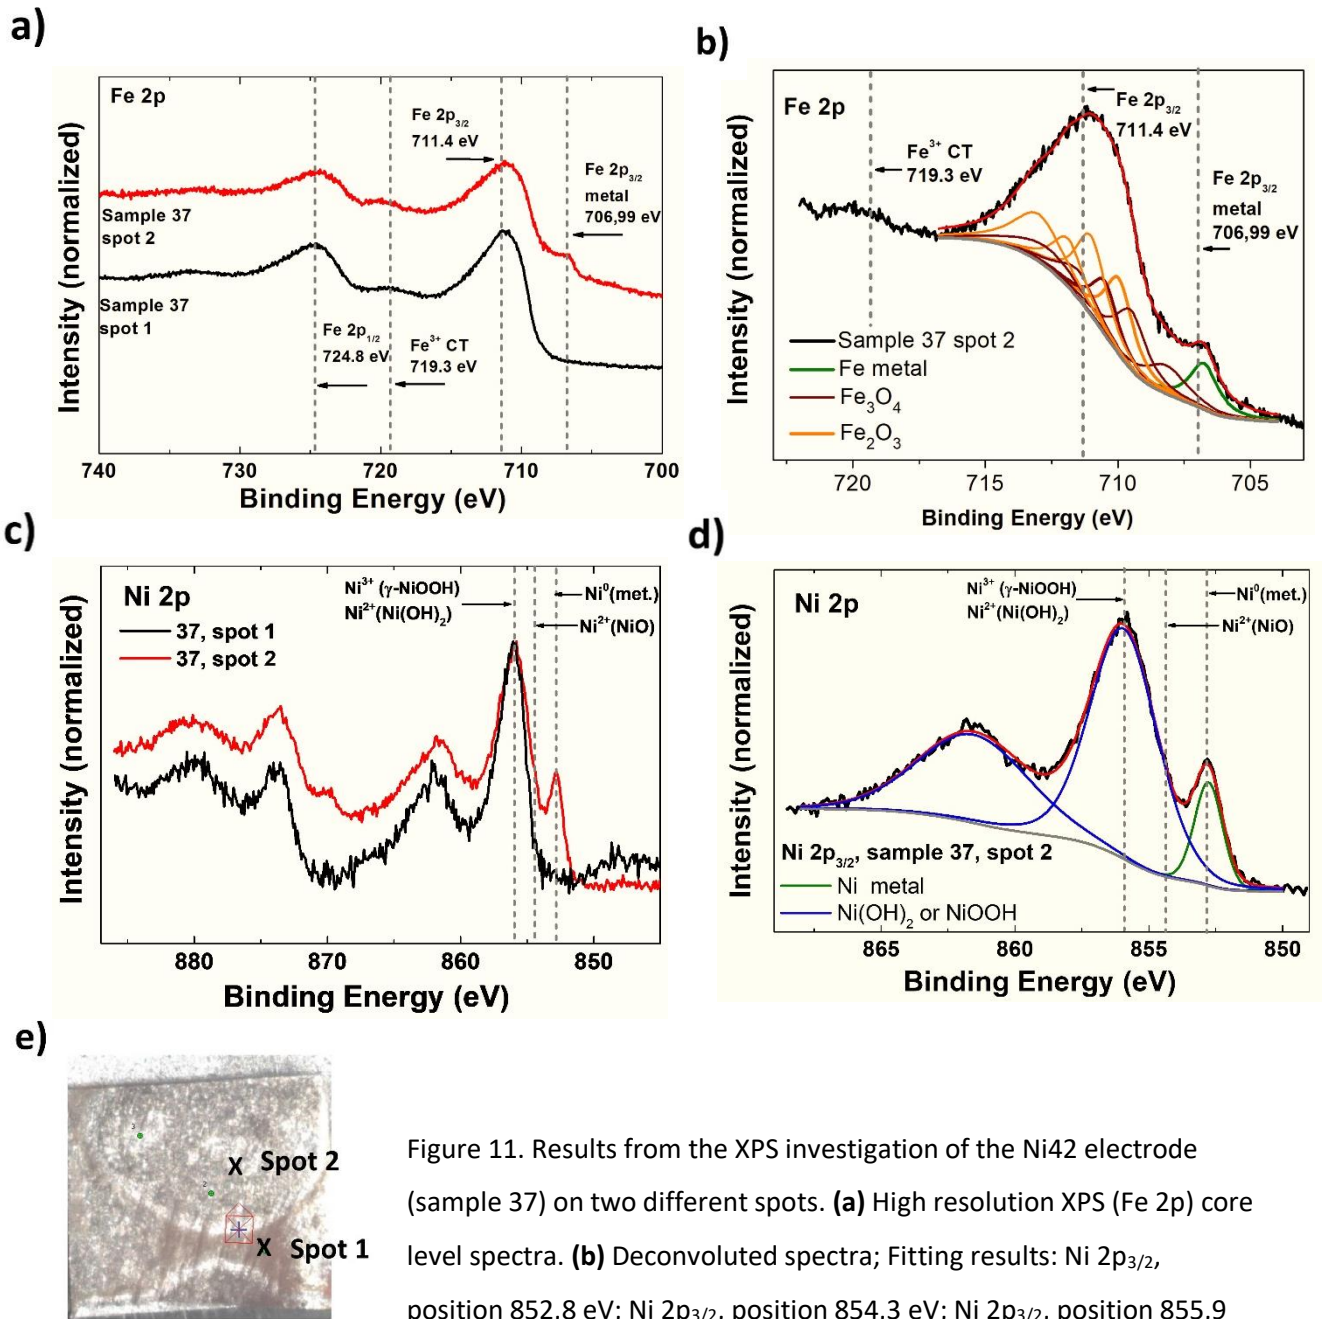 a)
Fe 2p
Fe 2p3/2
711.4 eV
Fe 2p3/2
metal
706,99 eV
Sample 37
spot 2
Sample 37
spot 1
Fe 2p1/2
724.8 eV
Fe3+ CT
719.3 eV
Intensity (normalized)
740 730 720 710 700
Binding Energy (eV)
b)
Fe 2p
Fe 2p3/2
711.4 eV
Fe3+ CT
719.3 eV
Fe 2p3/2
metal
706,99 eV
Sample 37 spot 2
Fe metal
Fe3O4
Fe2O3
Intensity (normalized)
720 715 710 705
Binding Energy (eV)
c)
Ni 2p
37, spot 1
37, spot 2
Ni3+ (γ-NiOOH)
Ni2+(Ni(OH)2)
Ni0(met.)
Ni2+(NiO)
Intensity (normalized)
880 870 860 850
Binding Energy (eV)
d)
Ni 2p
Ni3+ (γ-NiOOH)
Ni2+(Ni(OH)2)
Ni0(met.)
Ni2+(NiO)
Ni 2p3/2, sample 37, spot 2
Ni metal
Ni(OH)2 or NiOOH
Intensity (normalized)
865 860 855 850
Binding Energy (eV)
e)
3
X Spot 2
2
X Spot 1
Figure 11. Results from the XPS investigation of the Ni42 electrode
(sample 37) on two different spots. (a) High resolution XPS (Fe 2p) core
level spectra. (b) Deconvoluted spectra; Fitting results: Ni 2p3/2,
position 852.8 eV; Ni 2p3/2, position 854.3 eV; Ni 2p3/2, position 855.9